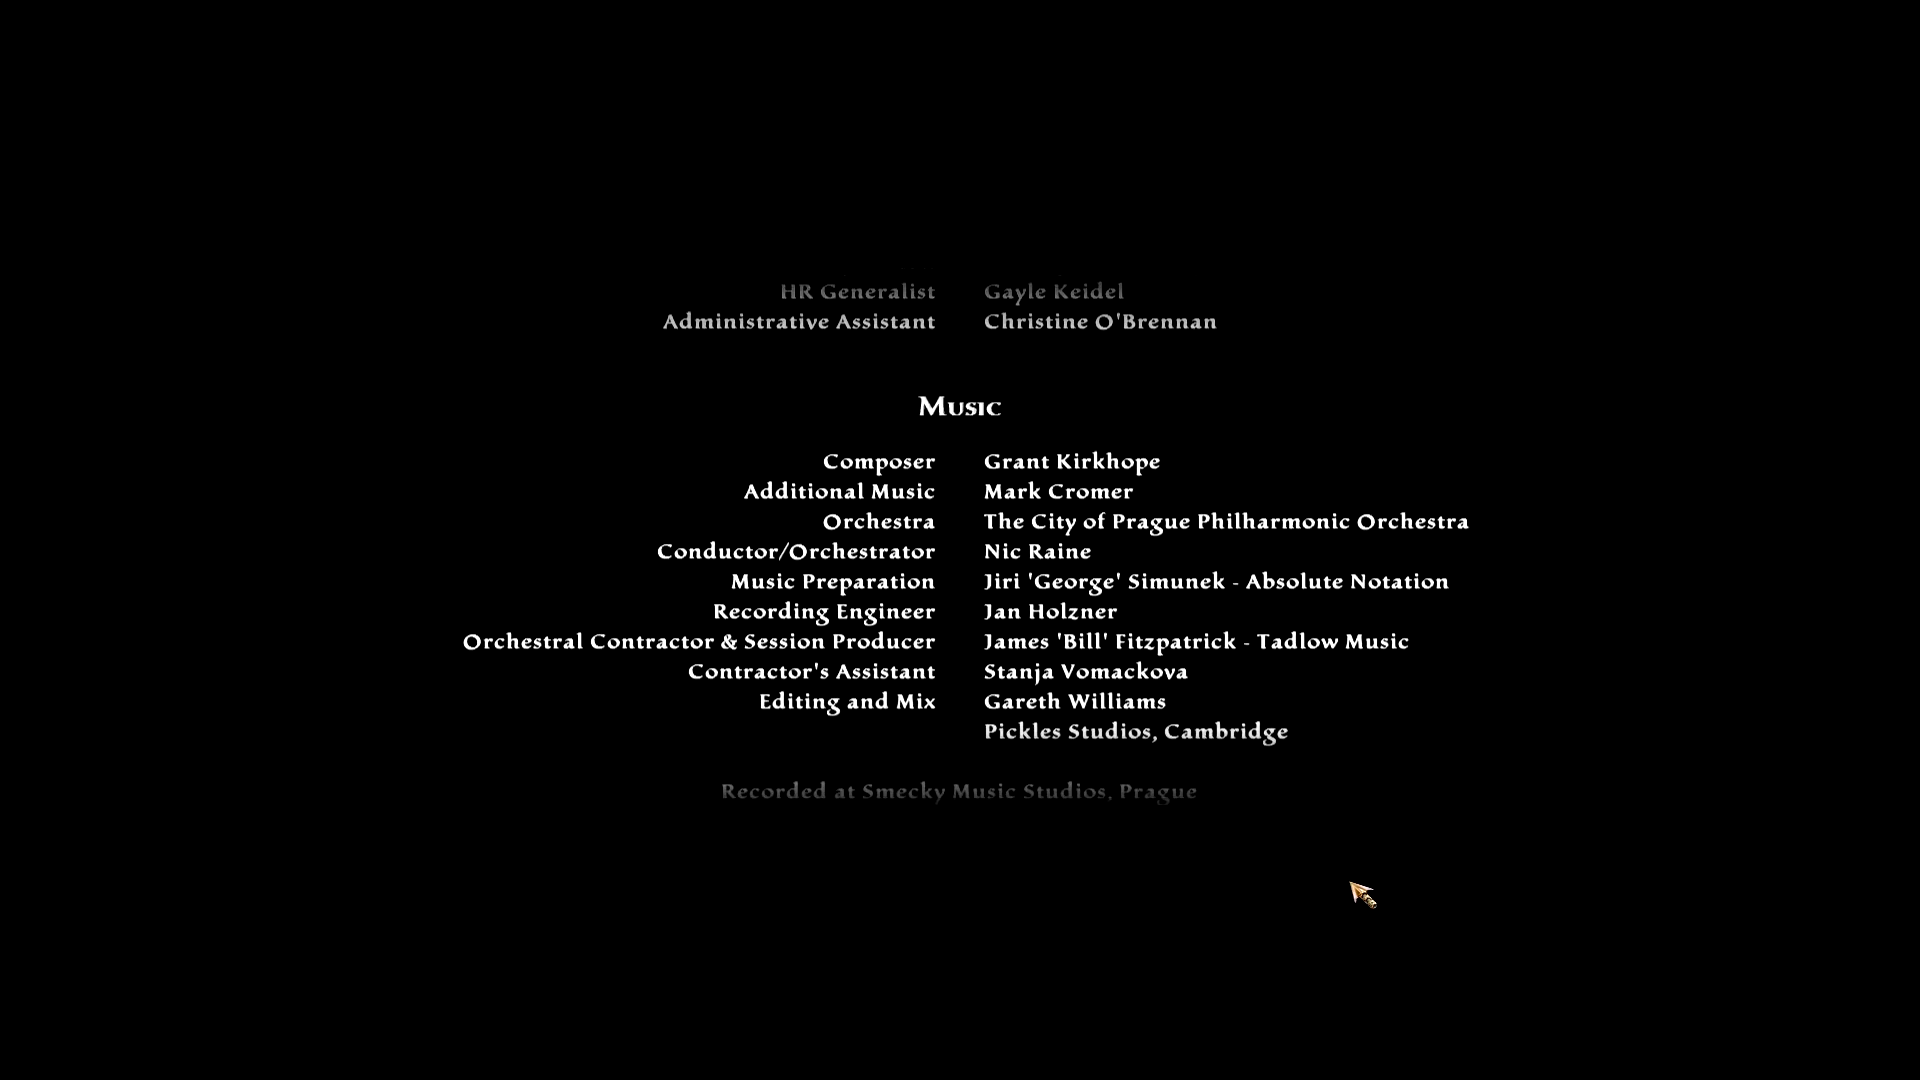 HR Generalist Gayle Keidel
Administrative Assistant Christine O'Brennan
Music
Composer Grant Kirkhope
Additional Music Mark Cromer
Orchestra The City of Prague Philharmonic Orchestra
Conductor/Orchestrator Nic Raine
Music Preparation Jiri 'George' Simunek - Absolute Notation
Recording Engineer Jan Holzner
Orchestral Contractor & Session Producer James 'Bill' Fitzpatrick - Tadlow Music
Contractor's Assistant Stanja Vomackova
Editing and Mix Gareth Williams
Pickles Studios, Cambridge
Recorded at Smecky Music Studios, Prague